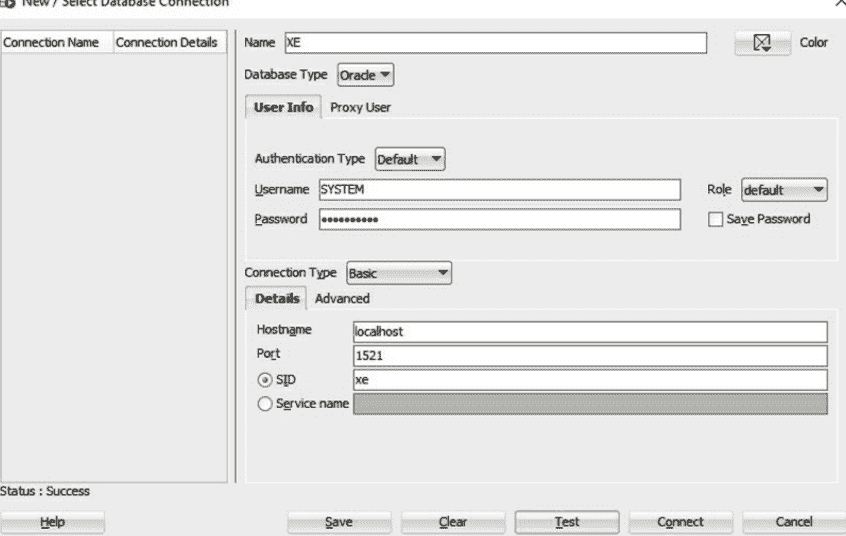 New / Select Database Connection
Connection Name Connection Details
Name XE Color
Database Type Oracle
User Info Proxy User
Authentication Type Default
Username SYSTEM Role default
Password •••••••••• Save Password
Connection Type Basic
Details Advanced
Hostname localhost
Port 1521
SID xe
Service name
Status : Success
Help Save Clear Test Connect Cancel